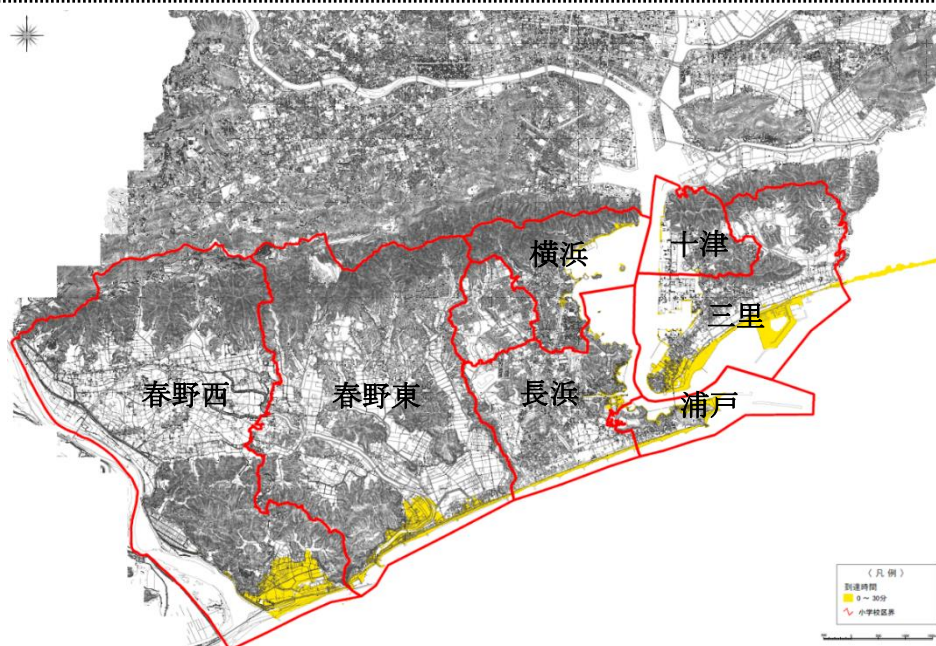 十津
横浜
三里
春野西
春野東
長浜
浦戸
〈凡例〉
到達時間
0 ～ 30分
小学校区界